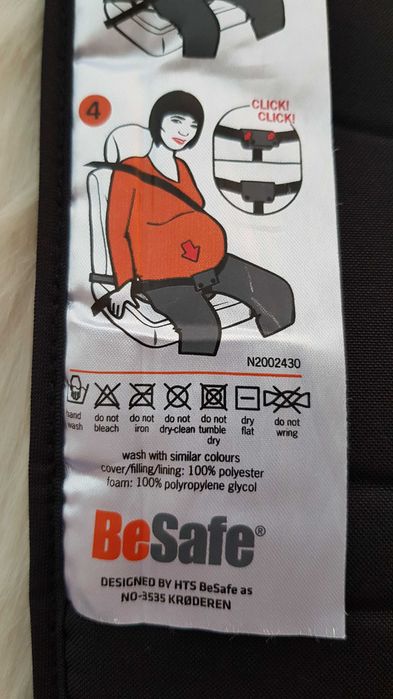 4
CLICK!
CLICK!
N2002430
hand wash
do not bleach
do not iron
do not dry-clean
do not tumble dry
dry flat
do not wring
wash with similar colours
cover/filling/lining: 100% polyester
foam: 100% polypropylene glycol
BeSafe®
DESIGNED BY HTS BeSafe as
NO-3535 KRØDEREN